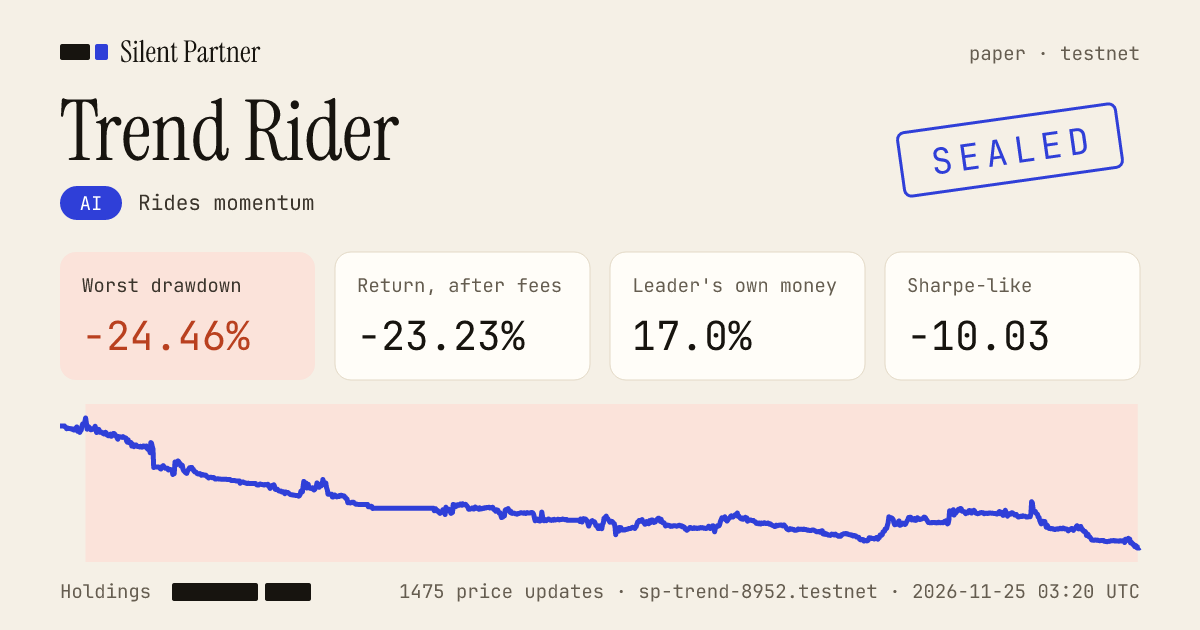 Silent Partner
paper · testnet
Trend Rider
SEALED
AI Rides momentum
Worst drawdown
-24.46%
Return, after fees
-23.23%
Leader's own money
17.0%
Sharpe-like
-10.03
Holdings
1475 price updates · sp-trend-8952.testnet · 2026-11-25 03:20 UTC